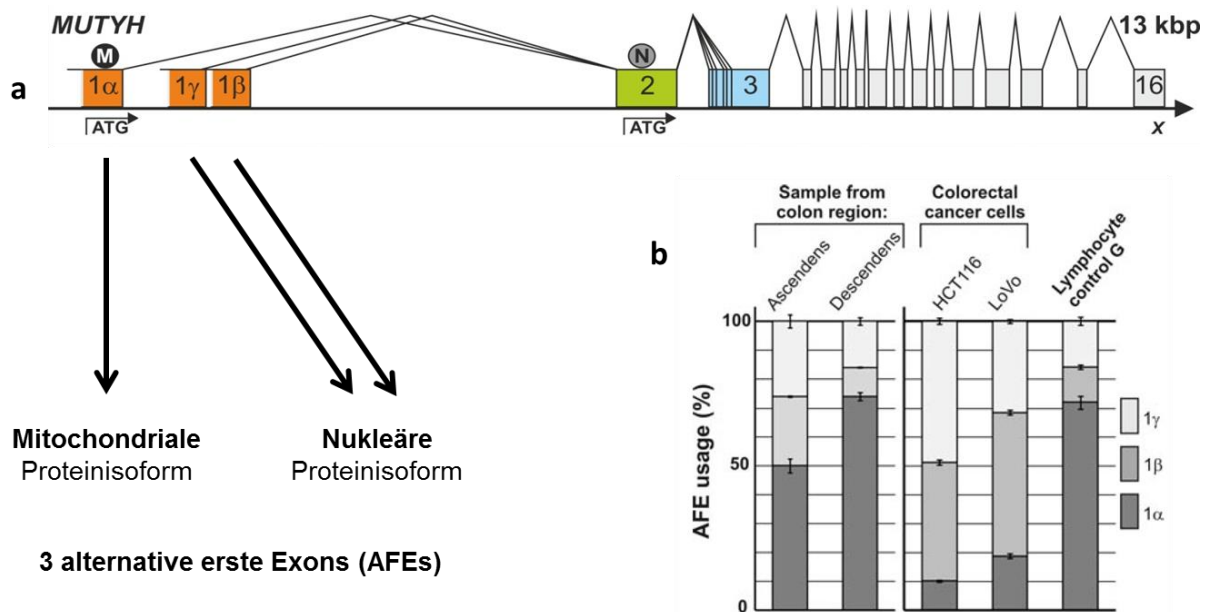 MUTYH
13 kbp
M
N
a
1α
1γ
1β
2
3
16
ATG
ATG
x
Mitochondriale
Proteinisoform
Nukleäre
Proteinisoform
3 alternative erste Exons (AFEs)
b
Sample from
colon region:
Colorectal
cancer cells
Ascendens
Descendens
HCT116
LoVo
Lymphocyte
control G
AFE usage (%)
100
50
0
1γ
1β
1α